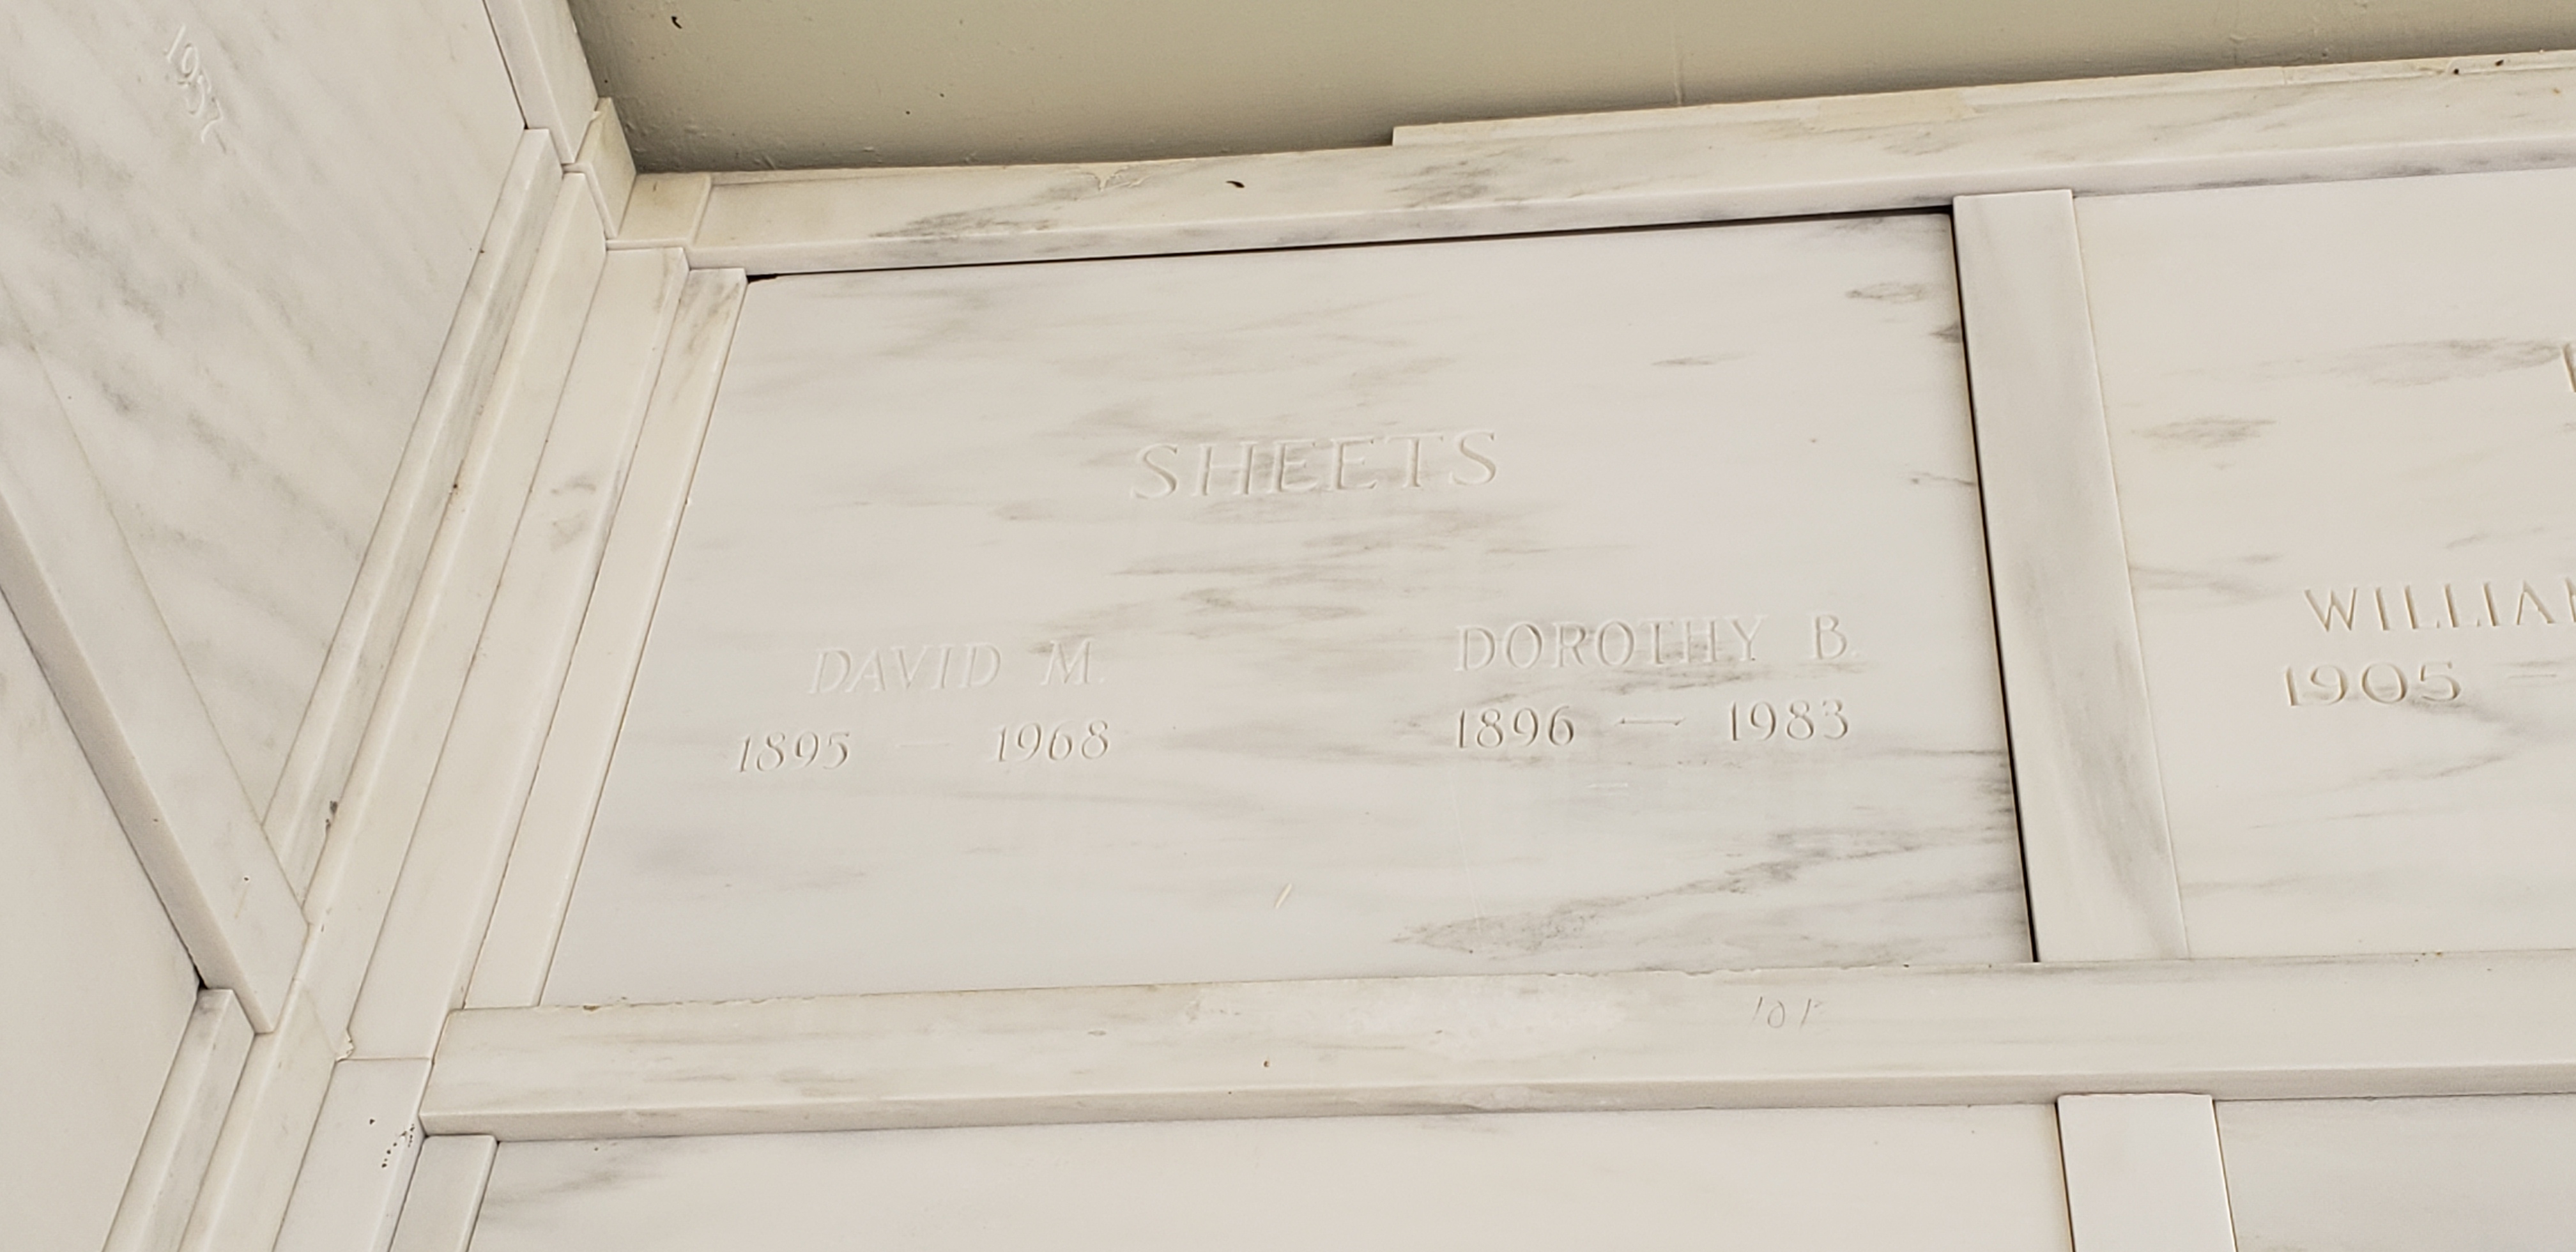 1957
SHEETS
DAVID M.
1895 — 1968
DOROTHY B.
1896 — 1983
1905 —
101